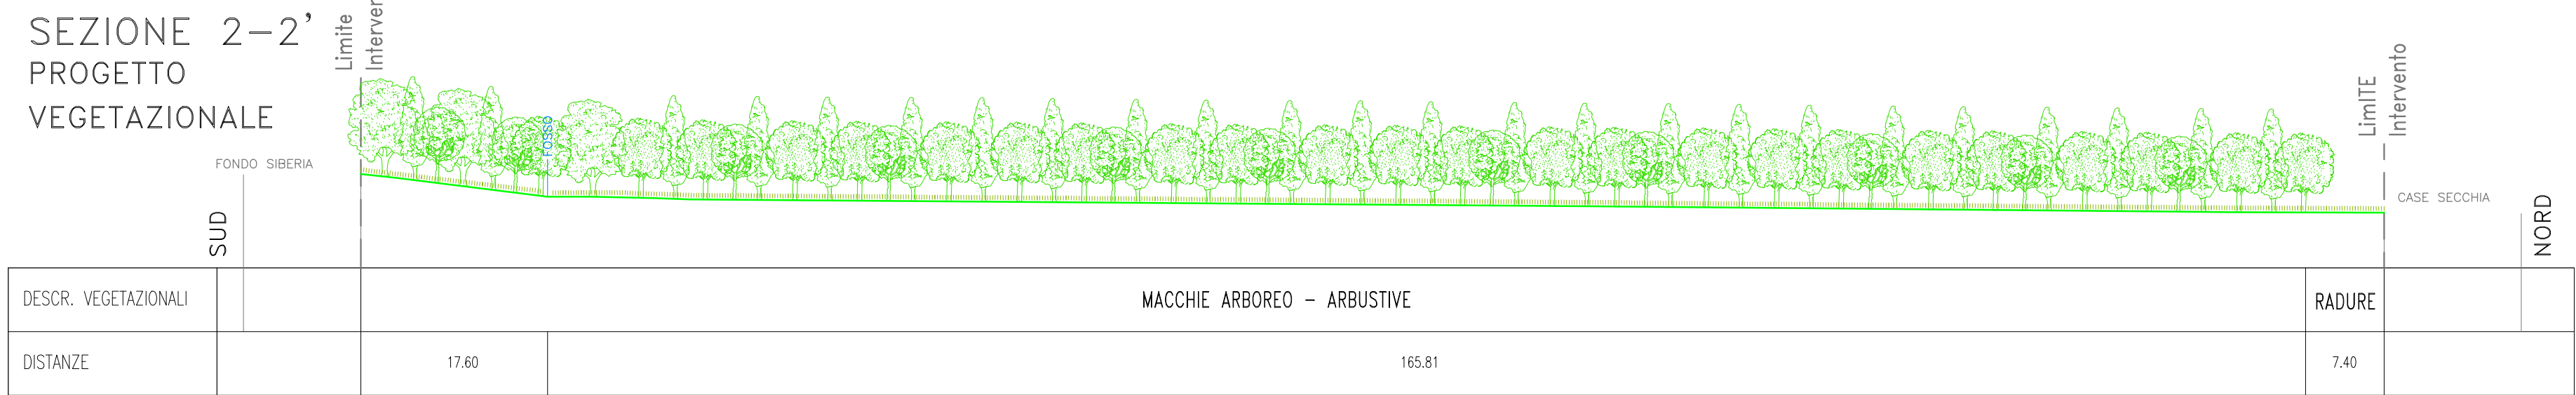 SEZIONE 2-2'
PROGETTO
VEGETAZIONALE
Limite
LimITE
Intervento
FOSSO
FONDO SIBERIA
CASE SECCHIA
SUD
NORD
DESCR. VEGETAZIONALI
MACCHIE ARBOREO - ARBUSTIVE
RADURE
DISTANZE
17.60
165.81
7.40